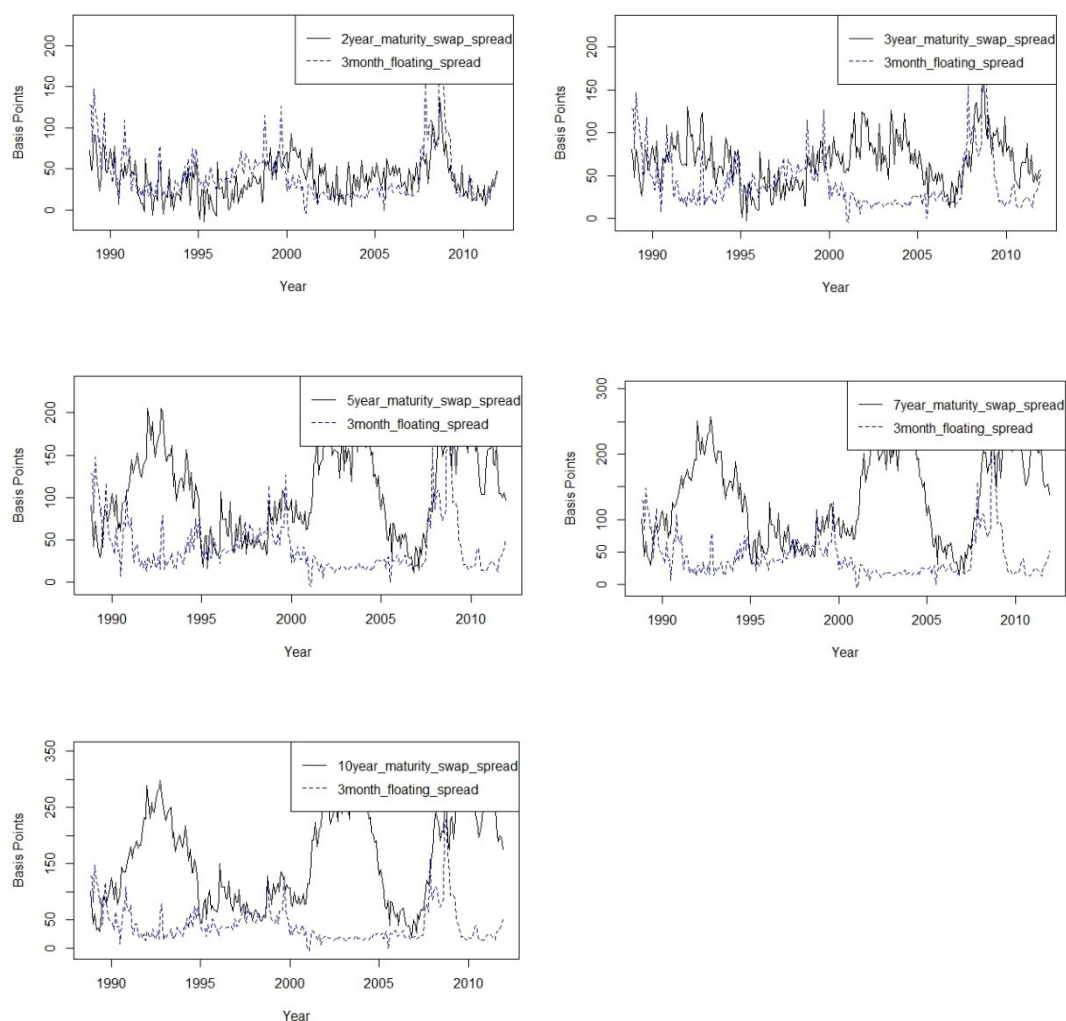 2year_maturity_swap_spread
3month_floating_spread
Basis Points
0 50 100 150 200
1990 1995 2000 2005 2010
Year
3year_maturity_swap_spread
3month_floating_spread
Basis Points
0 50 100 150 200
1990 1995 2000 2005 2010
Year
5year_maturity_swap_spread
3month_floating_spread
Basis Points
0 50 100 150 200
1990 1995 2000 2005 2010
Year
7year_maturity_swap_spread
3month_floating_spread
Basis Points
0 50 100 200 300
1990 1995 2000 2005 2010
Year
10year_maturity_swap_spread
3month_floating_spread
Basis Points
0 50 150 250 350
1990 1995 2000 2005 2010
Year